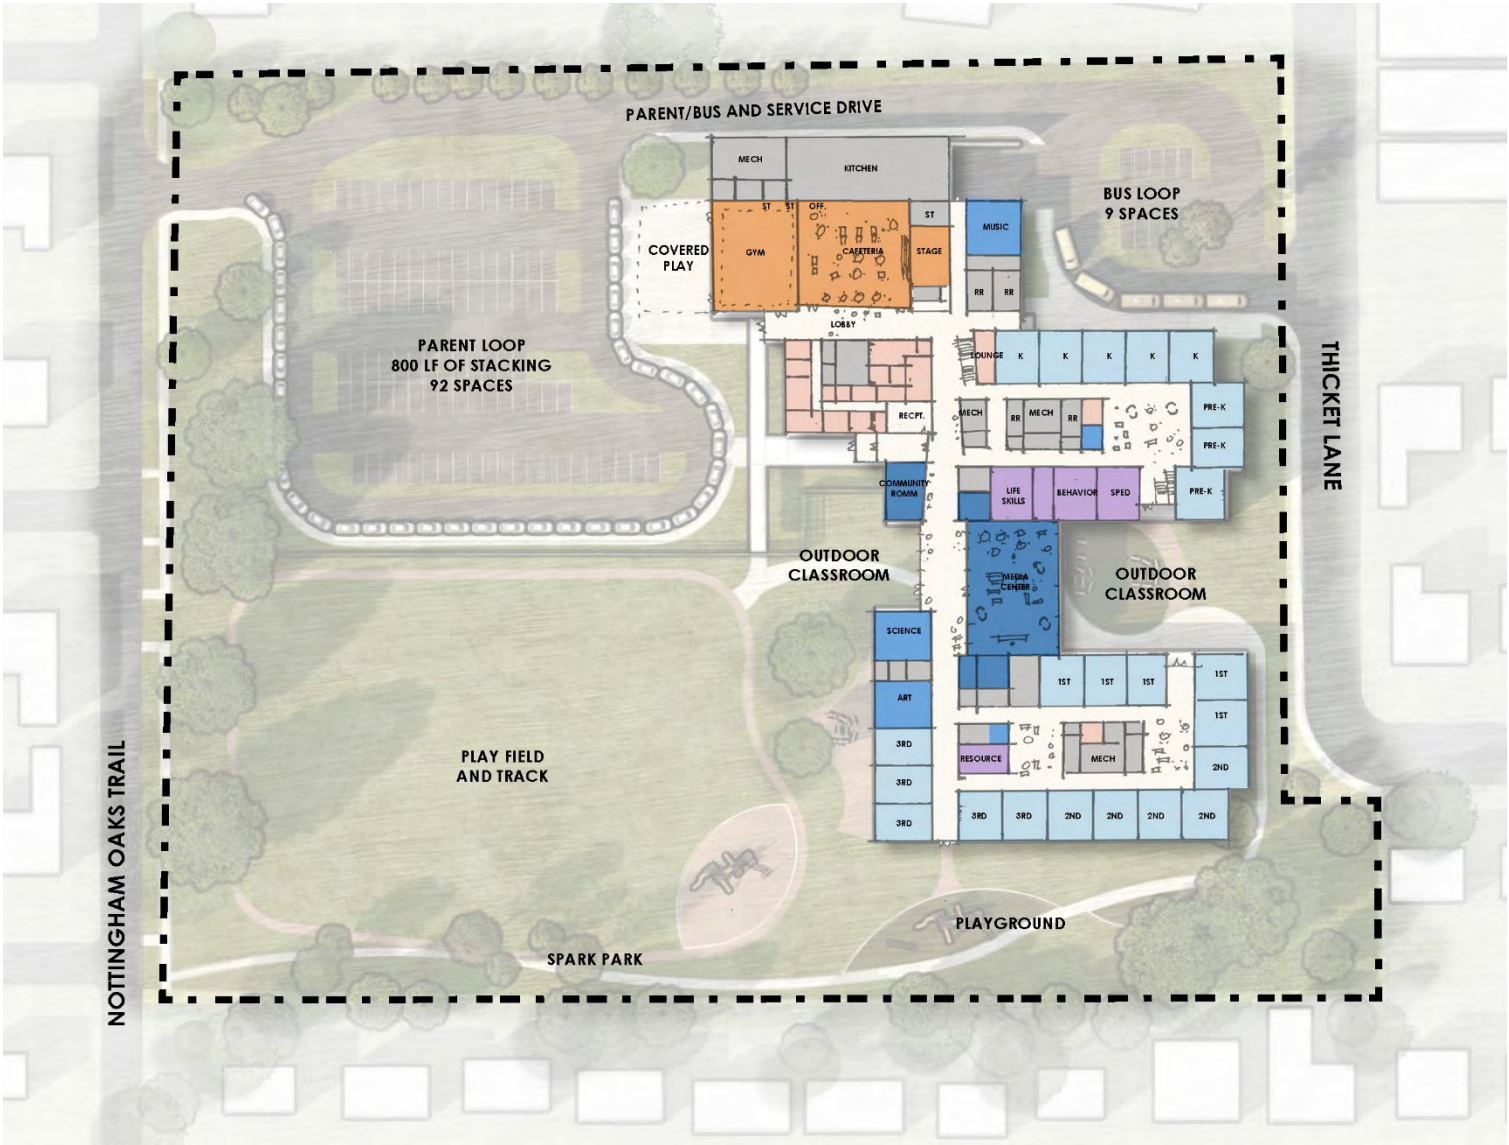 PARENT/BUS AND SERVICE DRIVE
MECH
KITCHEN
BUS LOOP
9 SPACES
ST
ST
OFF.
ST
MUSIC
COVERED
PLAY
GYM
CAFETERIA
STAGE
RR
RR
LOBBY
PARENT LOOP
800 LF OF STACKING
92 SPACES
LOUNGE
K
K
K
K
K
THICKET LANE
RECPT.
MECH
RR
MECH
RR
PRE-K
PRE-K
COMMUNITY
ROMM
LIFE
SKILLS
BEHAVIOR
SPED
PRE-K
OUTDOOR
CLASSROOM
MEDIA
CENTER
OUTDOOR
CLASSROOM
SCIENCE
1ST
1ST
1ST
1ST
ART
1ST
3RD
RESOURCE
MECH
2ND
PLAY FIELD
AND TRACK
3RD
3RD
3RD
3RD
2ND
2ND
2ND
2ND
NOTTINGHAM OAKS TRAIL
PLAYGROUND
SPARK PARK